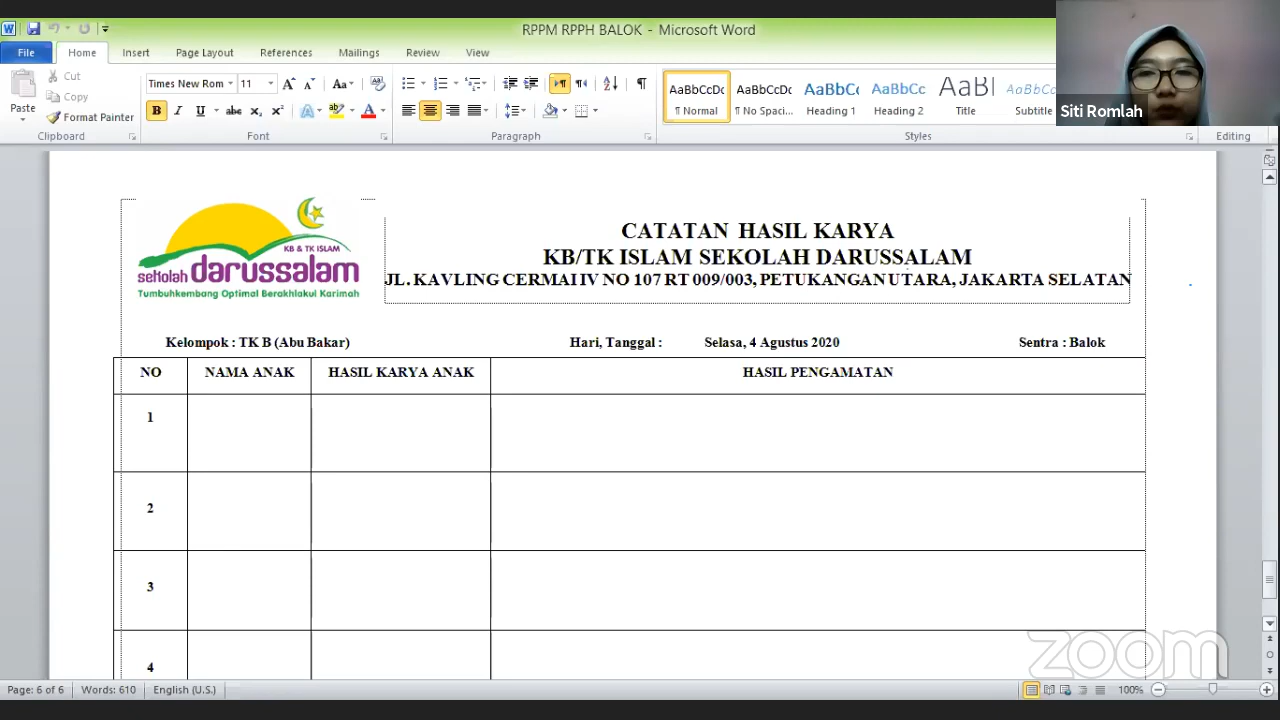 RPPM RPPH BALOK - Microsoft Word
File Home Insert Page Layout References Mailings Review View
Paste
Cut
Copy
Format Painter
Times New Rom 11
AaBbCcDc AaBbCcDc AaBbCc AaBbCc AaBl AaBbCc
¶ Normal ¶ No Spaci... Heading 1 Heading 2 Title Subtitle
Clipboard Font Paragraph Styles Editing
Siti Romlah
KB & TK ISLAM
sekolah darussalam
Tumbuhkembang Optimal Berakhlakul Karimah
CATATAN HASIL KARYA
KB/TK ISLAM SEKOLAH DARUSSALAM
JL. KAVLING CERMAI IV NO 107 RT 009/003, PETUKANGAN UTARA, JAKARTA SELATAN
Kelompok : TK B (Abu Bakar) Hari, Tanggal : Selasa, 4 Agustus 2020 Sentra : Balok
NO NAMA ANAK HASIL KARYA ANAK HASIL PENGAMATAN
1
2
3
4
zoom
Page: 6 of 6 Words: 610 English (U.S.) 100%